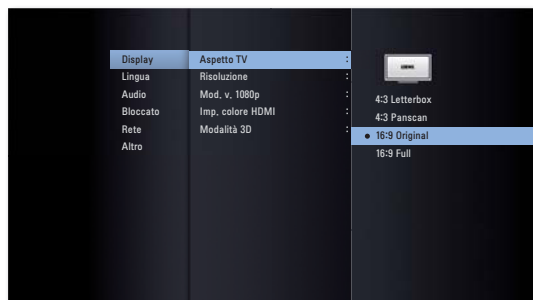 Display
Lingua
Audio
Bloccato
Rete
Altro
Aspetto TV :
Risoluzione :
Mod. v. 1080p :
Imp. colore HDMI :
Modalità 3D :
4:3 Letterbox
4:3 Panscan
● 16:9 Original
16:9 Full